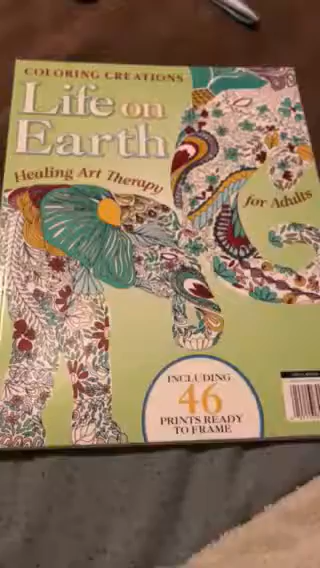 COLORING CREATIONS
Life on
Earth
Healing Art Therapy
for Adults
INCLUDING
46
PRINTS READY
TO FRAME